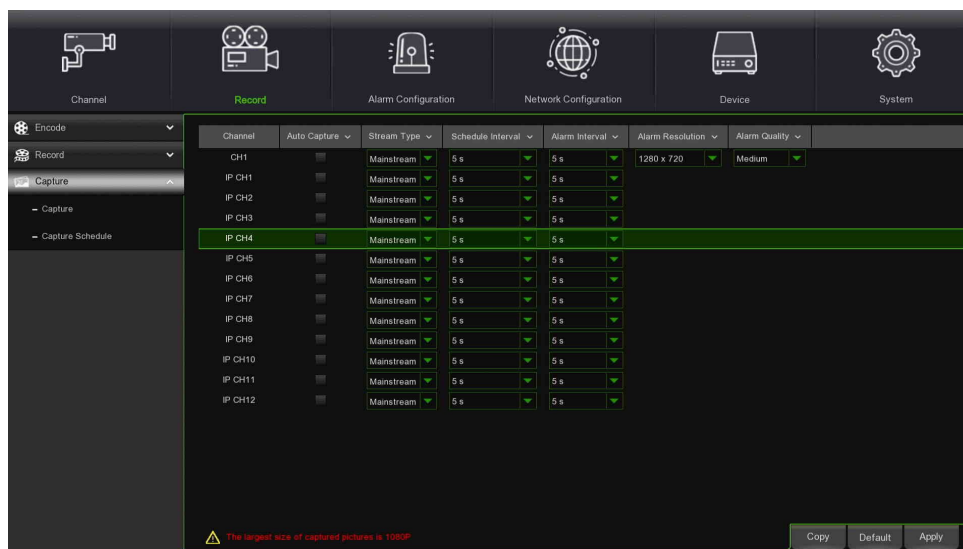 Channel Record Alarm Configuration Network Configuration Device System
Encode
Record
Capture
– Capture
– Capture Schedule
Channel Auto Capture Stream Type Schedule Interval Alarm Interval Alarm Resolution Alarm Quality
CH1 Mainstream 5 s 5 s 1280 x 720 Medium
IP CH1 Mainstream 5 s 5 s
IP CH2 Mainstream 5 s 5 s
IP CH3 Mainstream 5 s 5 s
IP CH4 Mainstream 5 s 5 s
IP CH5 Mainstream 5 s 5 s
IP CH6 Mainstream 5 s 5 s
IP CH7 Mainstream 5 s 5 s
IP CH8 Mainstream 5 s 5 s
IP CH9 Mainstream 5 s 5 s
IP CH10 Mainstream 5 s 5 s
IP CH11 Mainstream 5 s 5 s
IP CH12 Mainstream 5 s 5 s
The largest size of captured pictures is 1080P
Copy Default Apply